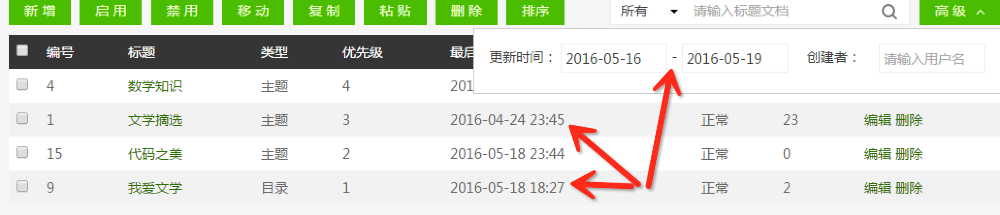 新 增 启 用 禁 用 移 动 复 制 粘 贴 删 除 排序 所有 请输入标题文档 高 级
编号 标题 类型 优先级 最后
更新时间： 2016-05-16 - 2016-05-19 创建者： 请输入用户名
4 数学知识 主题 4 201
1 文学摘选 主题 3 2016-04-24 23:45 正常 23 编辑 删除
15 代码之美 主题 2 2016-05-18 23:44 正常 0 编辑 删除
9 我爱文学 目录 1 2016-05-18 18:27 正常 2 编辑 删除